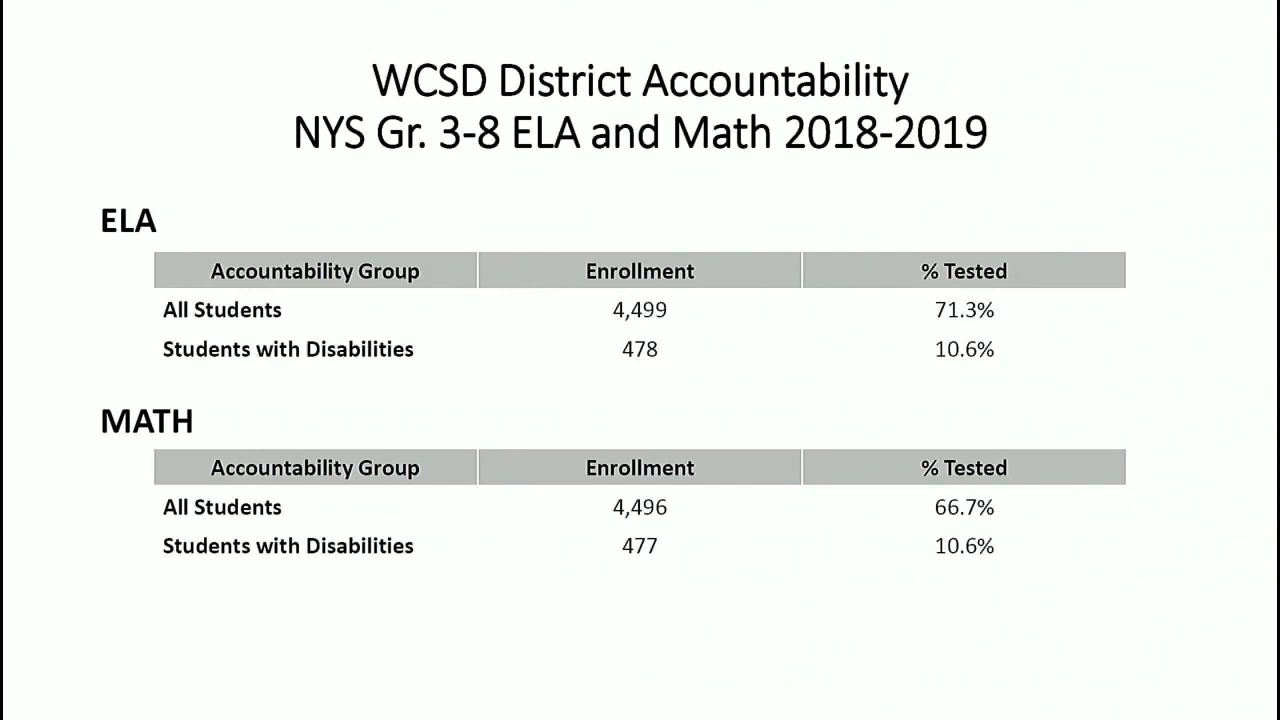 WCSD District Accountability
NYS Gr. 3-8 ELA and Math 2018-2019
ELA
Accountability Group Enrollment % Tested
All Students 4,499 71.3%
Students with Disabilities 478 10.6%
MATH
Accountability Group Enrollment % Tested
All Students 4,496 66.7%
Students with Disabilities 477 10.6%